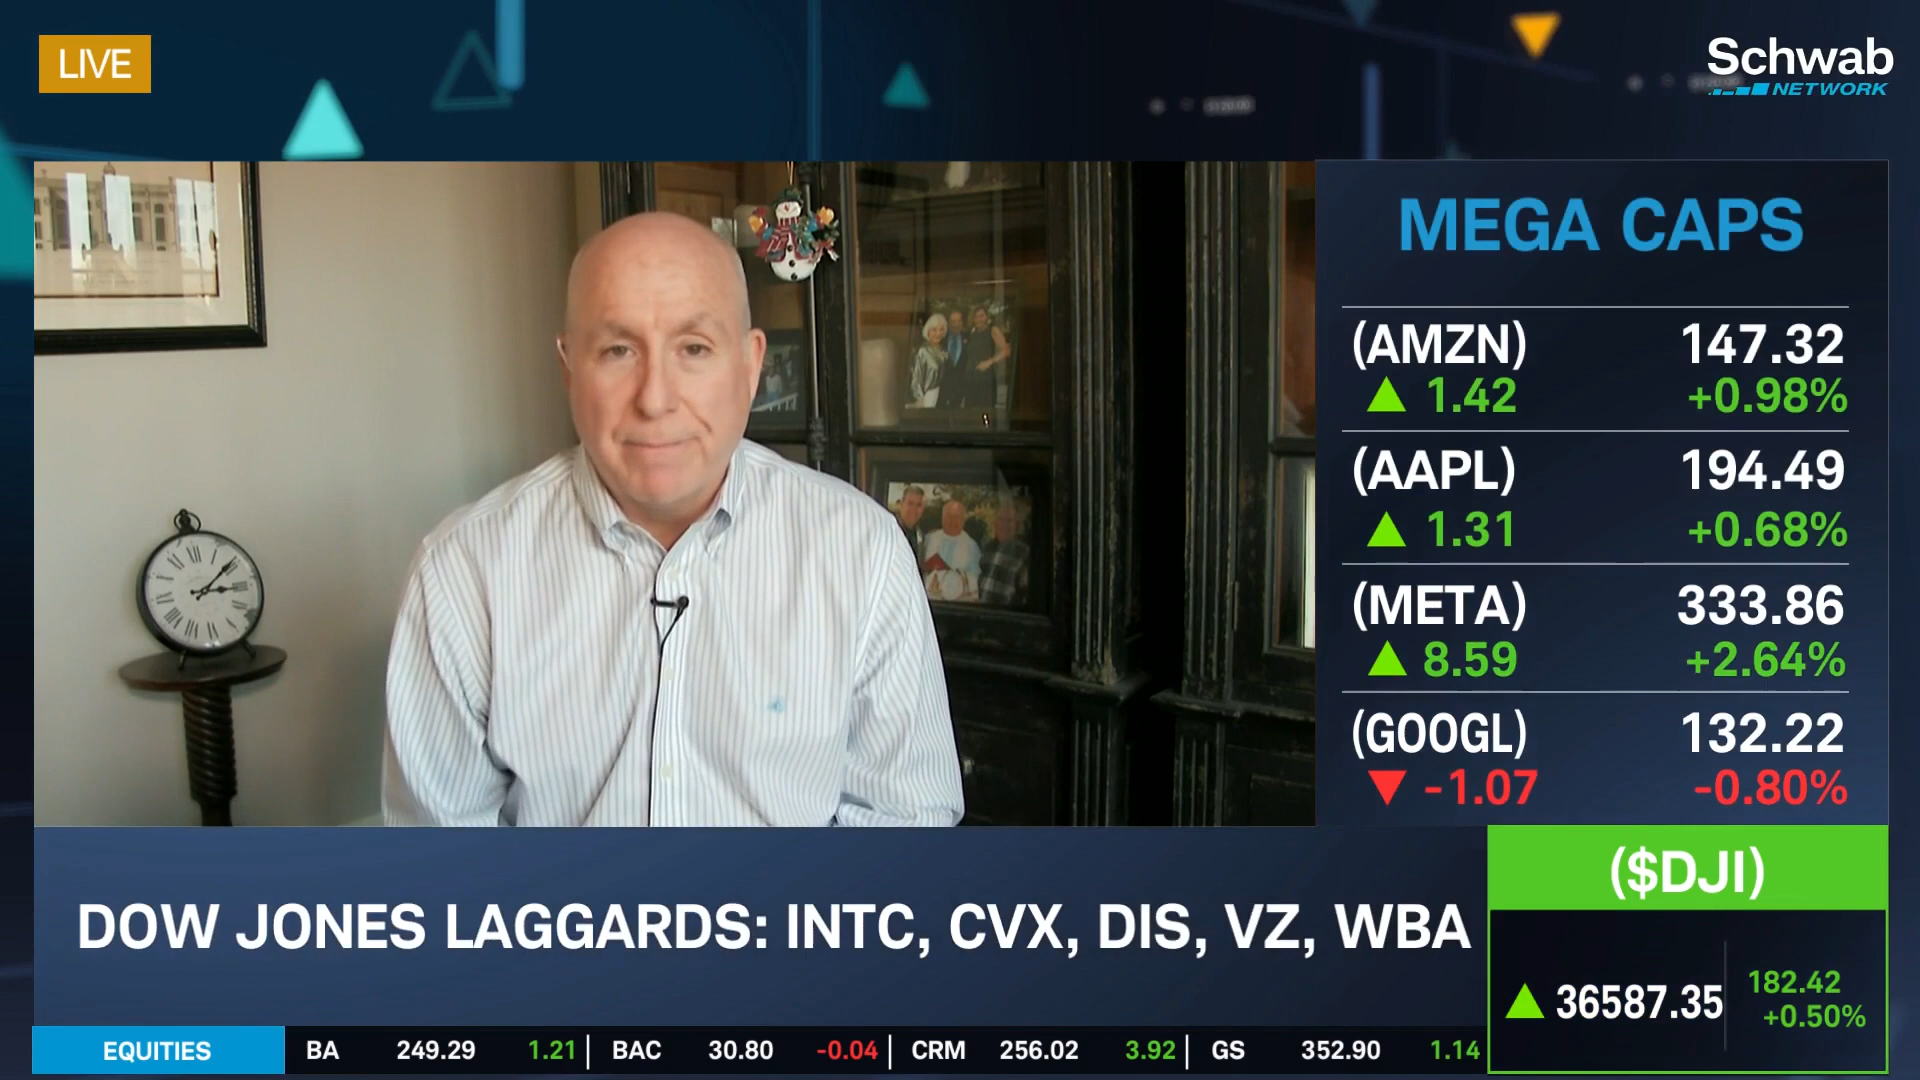 LIVE
Schwab
NETWORK
MEGA CAPS
(AMZN) 147.32
▲ 1.42 +0.98%
(AAPL) 194.49
▲ 1.31 +0.68%
(META) 333.86
▲ 8.59 +2.64%
(GOOGL) 132.22
▼ -1.07 -0.80%
DOW JONES LAGGARDS: INTC, CVX, DIS, VZ, WBA
($DJI)
▲ 36587.35 182.42
+0.50%
EQUITIES BA 249.29 1.21 | BAC 30.80 -0.04 | CRM 256.02 3.92 | GS 352.90 1.14